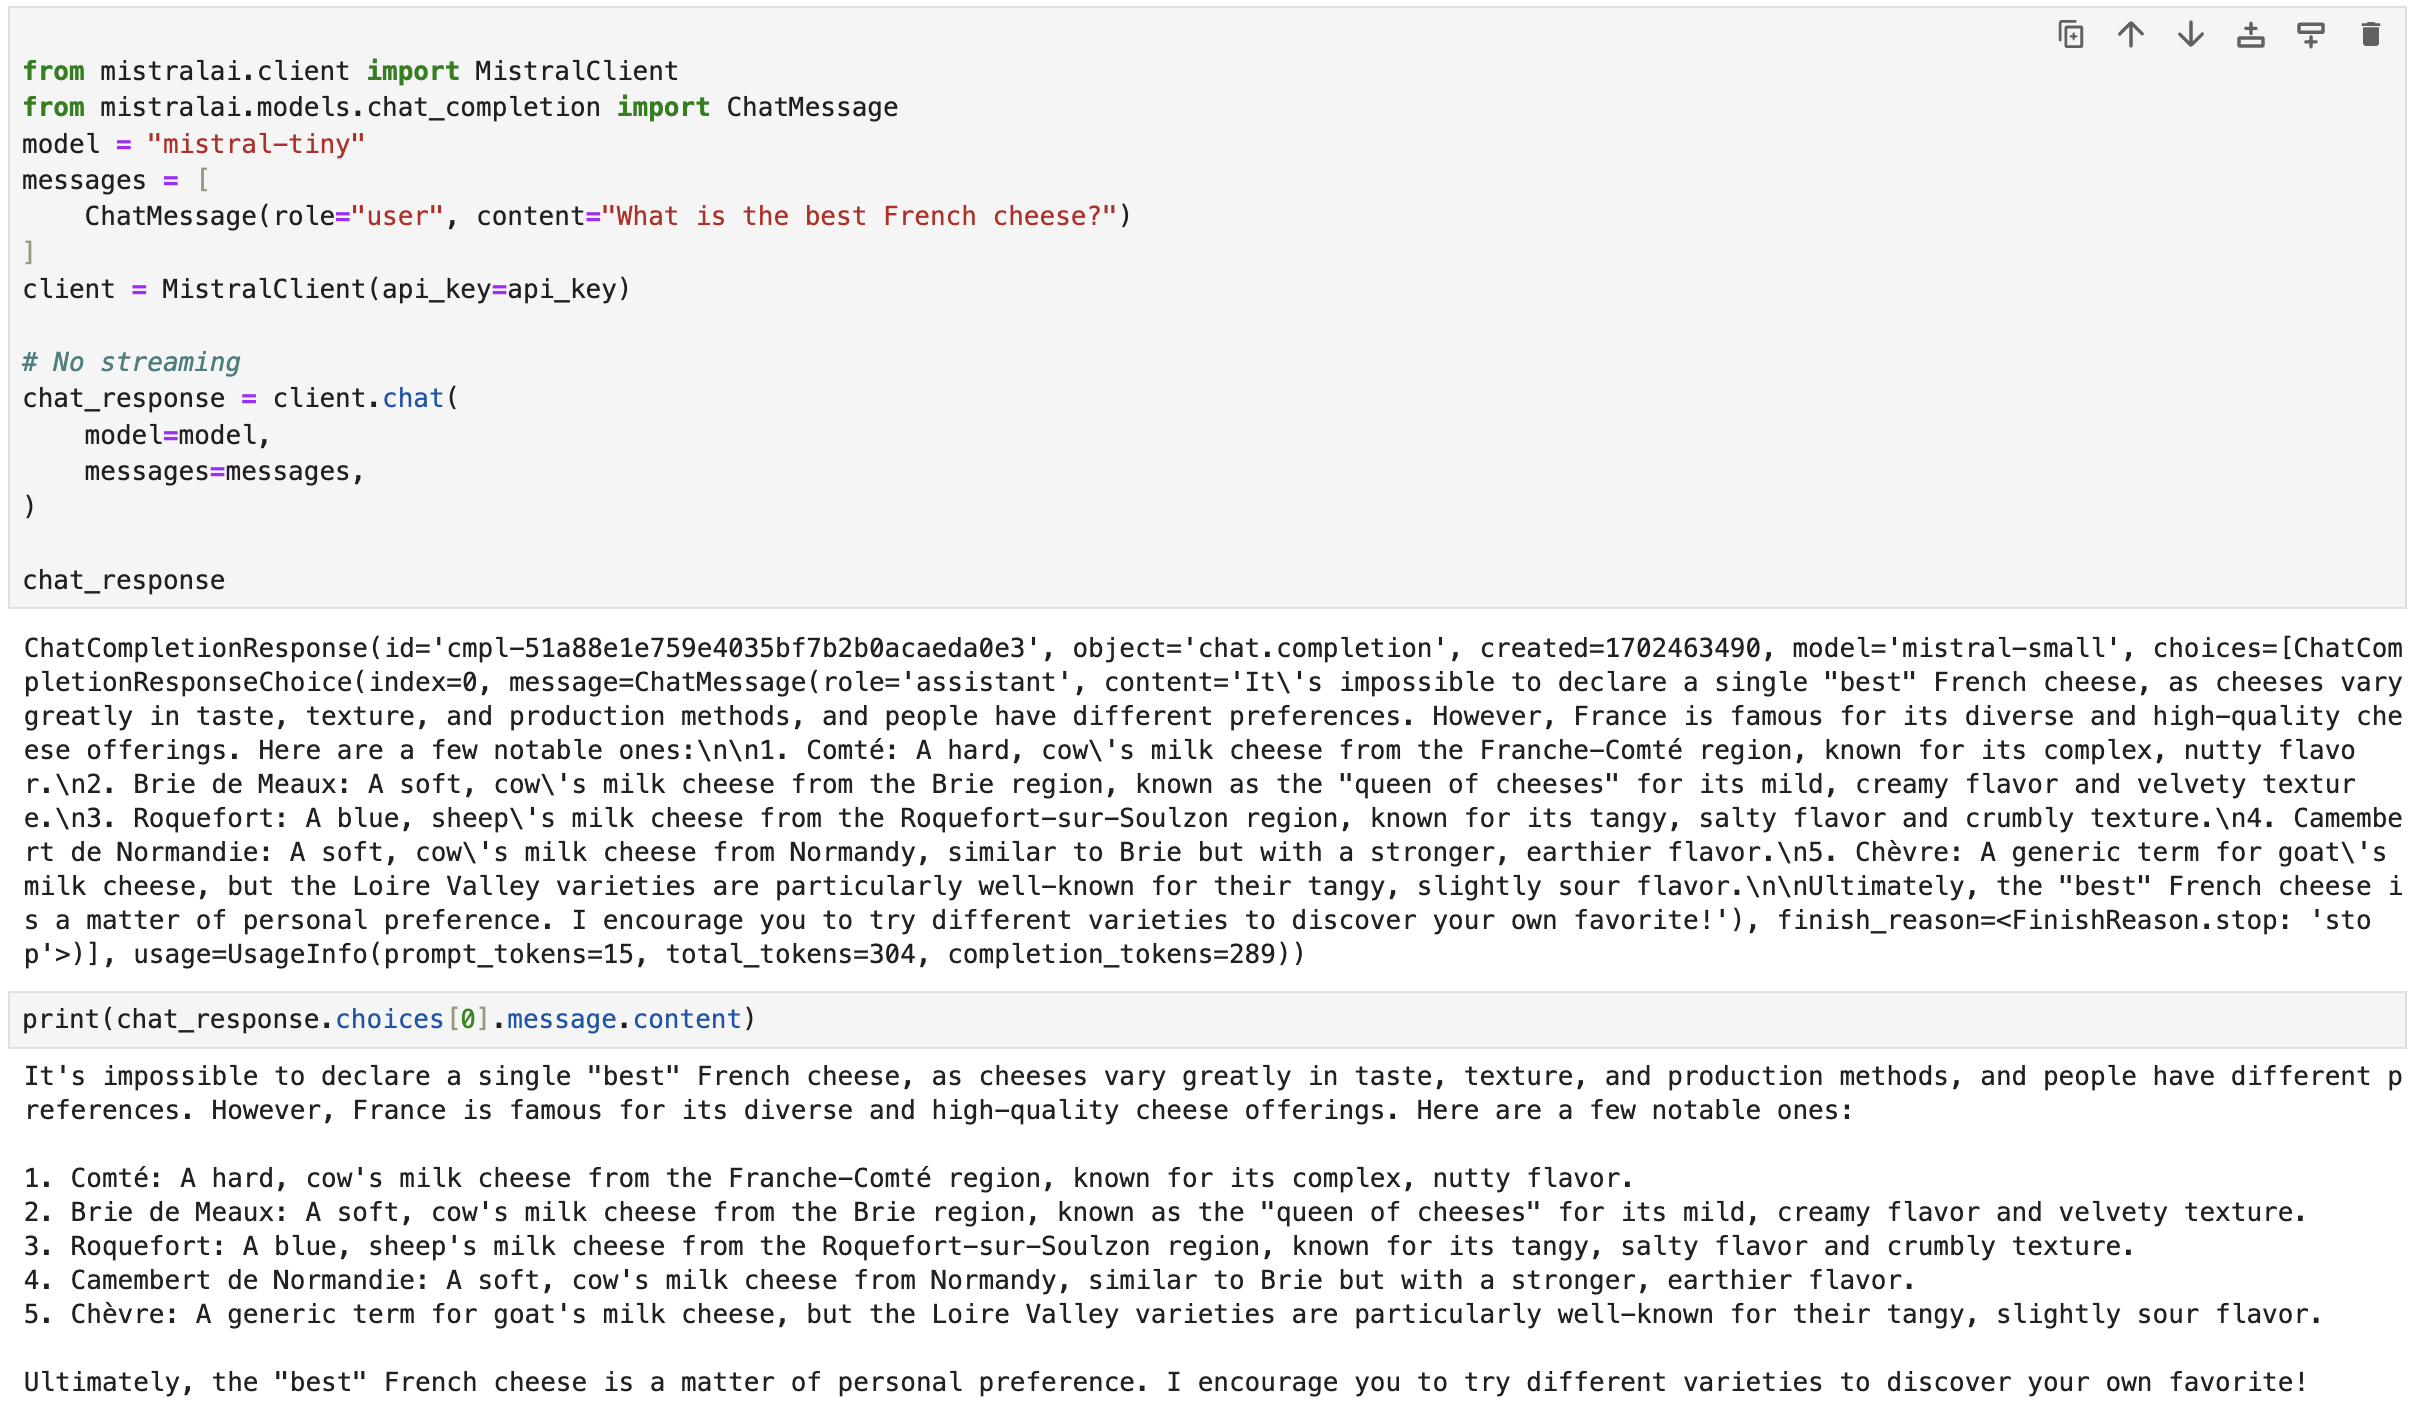 from mistralai.client import MistralClient
from mistralai.models.chat_completion import ChatMessage
model = "mistral-tiny"
messages = [
    ChatMessage(role="user", content="What is the best French cheese?")
]
client = MistralClient(api_key=api_key)

# No streaming
chat_response = client.chat(
    model=model,
    messages=messages,
)

chat_response
ChatCompletionResponse(id='cmpl-51a88e1e759e4035bf7b2b0acaeda0e3', object='chat.completion', created=1702463490, model='mistral-small', choices=[ChatCom
pletionResponseChoice(index=0, message=ChatMessage(role='assistant', content='It\'s impossible to declare a single "best" French cheese, as cheeses vary
greatly in taste, texture, and production methods, and people have different preferences. However, France is famous for its diverse and high-quality che
ese offerings. Here are a few notable ones:\n\n1. Comté: A hard, cow\'s milk cheese from the Franche-Comté region, known for its complex, nutty flavo
r.\n2. Brie de Meaux: A soft, cow\'s milk cheese from the Brie region, known as the "queen of cheeses" for its mild, creamy flavor and velvety textur
e.\n3. Roquefort: A blue, sheep\'s milk cheese from the Roquefort-sur-Soulzon region, known for its tangy, salty flavor and crumbly texture.\n4. Camembe
rt de Normandie: A soft, cow\'s milk cheese from Normandy, similar to Brie but with a stronger, earthier flavor.\n5. Chèvre: A generic term for goat\'s
milk cheese, but the Loire Valley varieties are particularly well-known for their tangy, slightly sour flavor.\n\nUltimately, the "best" French cheese i
s a matter of personal preference. I encourage you to try different varieties to discover your own favorite!'), finish_reason=<FinishReason.stop: 'sto
p'>)], usage=UsageInfo(prompt_tokens=15, total_tokens=304, completion_tokens=289))
print(chat_response.choices[0].message.content)
It's impossible to declare a single "best" French cheese, as cheeses vary greatly in taste, texture, and production methods, and people have different p
references. However, France is famous for its diverse and high-quality cheese offerings. Here are a few notable ones:

1. Comté: A hard, cow's milk cheese from the Franche-Comté region, known for its complex, nutty flavor.
2. Brie de Meaux: A soft, cow's milk cheese from the Brie region, known as the "queen of cheeses" for its mild, creamy flavor and velvety texture.
3. Roquefort: A blue, sheep's milk cheese from the Roquefort-sur-Soulzon region, known for its tangy, salty flavor and crumbly texture.
4. Camembert de Normandie: A soft, cow's milk cheese from Normandy, similar to Brie but with a stronger, earthier flavor.
5. Chèvre: A generic term for goat's milk cheese, but the Loire Valley varieties are particularly well-known for their tangy, slightly sour flavor.

Ultimately, the "best" French cheese is a matter of personal preference. I encourage you to try different varieties to discover your own favorite!